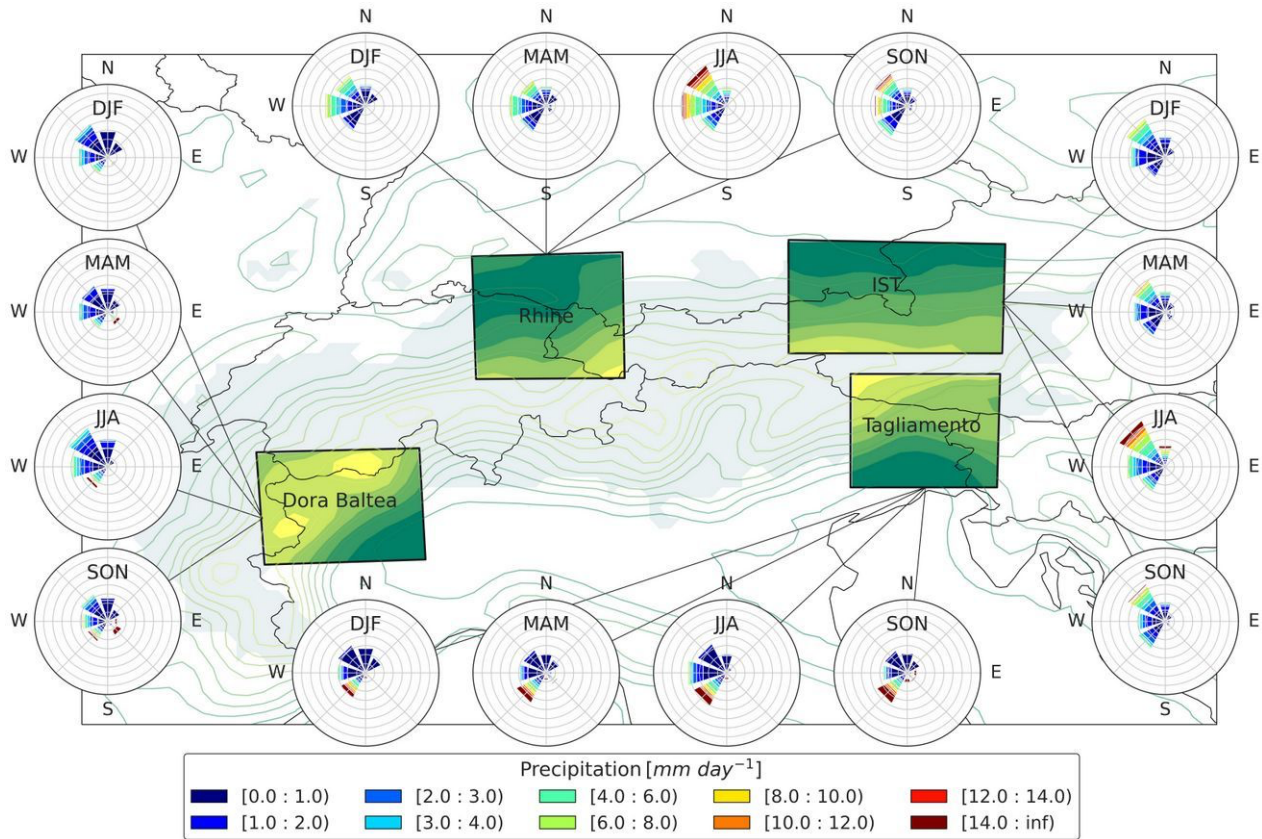 N N N N
DJF MAM JJA SON
N N
DJF W E DJF
W E W E
S S S S
MAM MAM
IST
W E W E
Rhine
JJA JJA
Tagliamento
W E W E
Dora Baltea
SON SON
N N N N
W E W E
DJF MAM JJA SON
W E
S S
Precipitation [mm day⁻¹]
[0.0 : 1.0) [2.0 : 3.0) [4.0 : 6.0) [8.0 : 10.0) [12.0 : 14.0)
[1.0 : 2.0) [3.0 : 4.0) [6.0 : 8.0) [10.0 : 12.0) [14.0 : inf)